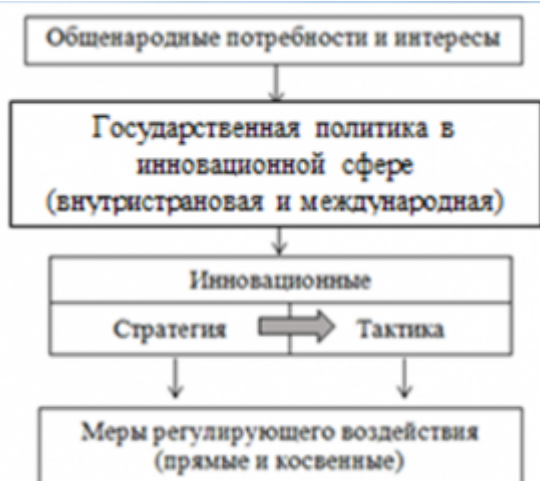 Общенародные потребности и интересы
Государственная политика в
инновационной сфере
(внутристрановая и международная)
Инновационные
Стратегия Тактика
Меры регулирующего воздействия
(прямые и косвенные)